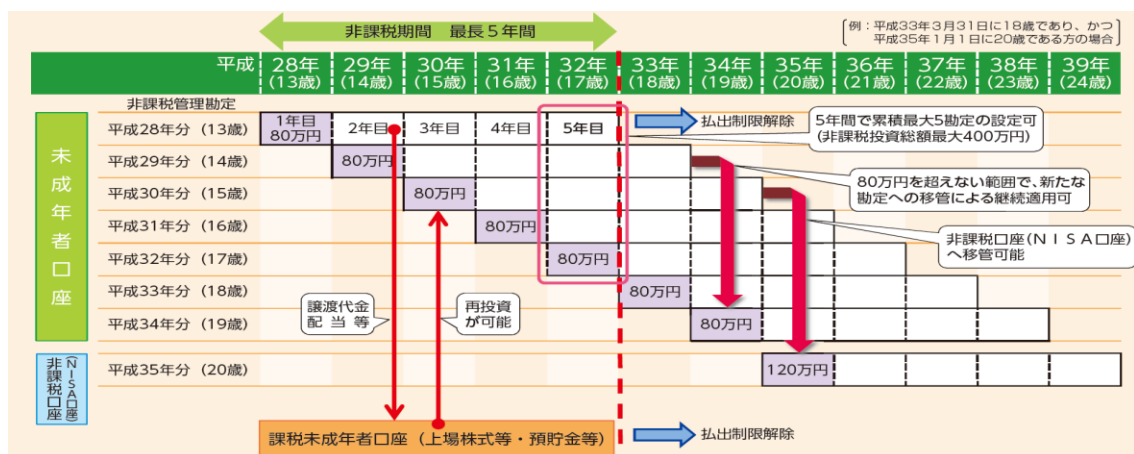 非課税期間 最長5年間
例：平成33年3月31日に18歳であり、かつ
平成35年1月1日に20歳である方の場合
平成 28年 29年 30年 31年 32年 33年 34年 35年 36年 37年 38年 39年
(13歳) (14歳) (15歳) (16歳) (17歳) (18歳) (19歳) (20歳) (21歳) (22歳) (23歳) (24歳)
非課税管理勘定
未成年者口座
平成28年分 (13歳) 1年目 2年目 3年目 4年目 5年目
80万円
払出制限解除
5年間で累積最大5勘定の設定可
(非課税投資総額最大400万円)
平成29年分 (14歳) 80万円
平成30年分 (15歳) 80万円
80万円を超えない範囲で、新たな
勘定への移管による継続適用可
平成31年分 (16歳) 80万円
平成32年分 (17歳) 80万円
非課税口座(NISA口座)
へ移管可能
平成33年分 (18歳) 80万円
譲渡代金
配当等
再投資
が可能
平成34年分 (19歳) 80万円
非課税口座
(NISA口座)
平成35年分 (20歳) 120万円
課税未成年者口座 (上場株式等・預貯金等)
払出制限解除